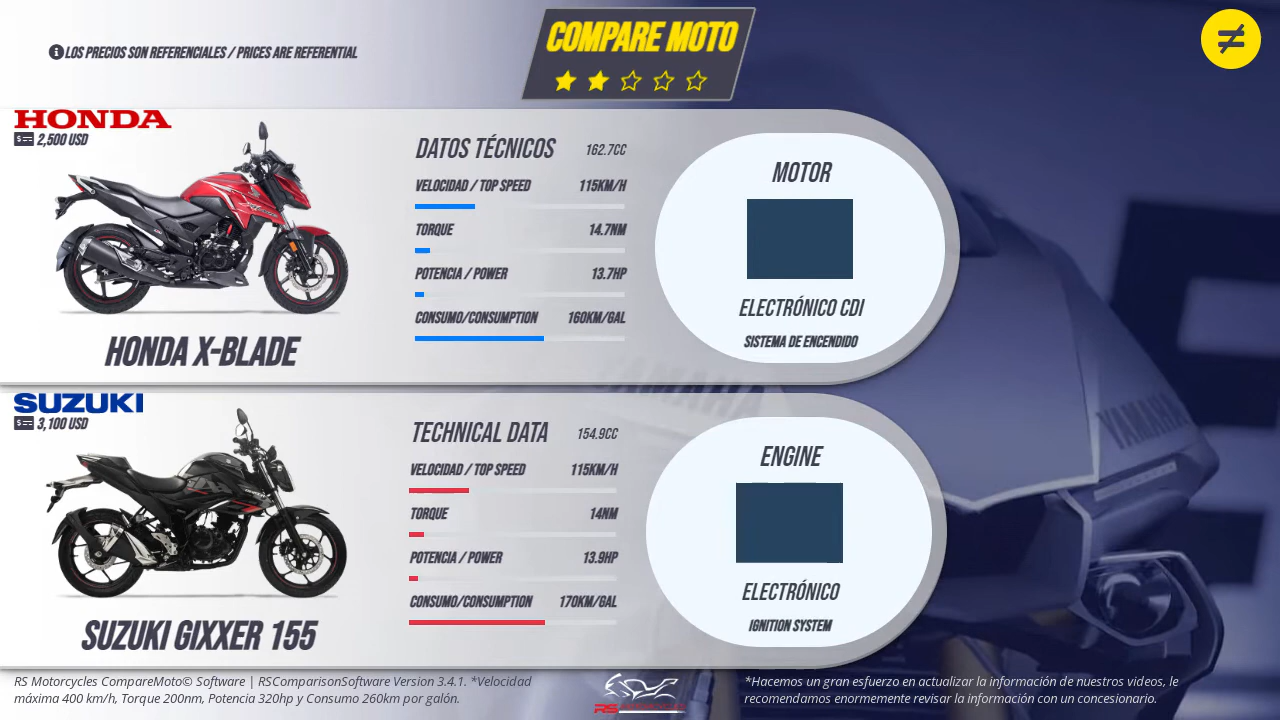 COMPARE MOTO
LOS PRECIOS SON REFERENCIALES / PRICES ARE REFERENTIAL
HONDA
2,500 USD
HONDA X-BLADE
DATOS TÉCNICOS 162.7CC
VELOCIDAD / TOP SPEED 115KM/H
TORQUE 14.7NM
POTENCIA / POWER 13.7HP
CONSUMO/CONSUMPTION 160KM/GAL
MOTOR
ELECTRÓNICO CDI
SISTEMA DE ENCENDIDO
YAMAHA
SUZUKI
3,100 USD
SUZUKI GIXXER 155
TECHNICAL DATA 154.9CC
VELOCIDAD / TOP SPEED 115KM/H
TORQUE 14NM
POTENCIA / POWER 13.9HP
CONSUMO/CONSUMPTION 170KM/GAL
ENGINE
ELECTRÓNICO
IGNITION SYSTEM
YAMAHA
RS Motorcycles CompareMoto© Software | RSComparisonSoftware Version 3.4.1. *Velocidad
máxima 400 km/h, Torque200nm, Potencia 320hp y Consumo 260km por galón.
RS
*Hacemos un gran esfuerzo en actualizar la información de nuestros videos, le
recomendamos enormemente revisar la información con un concesionario.